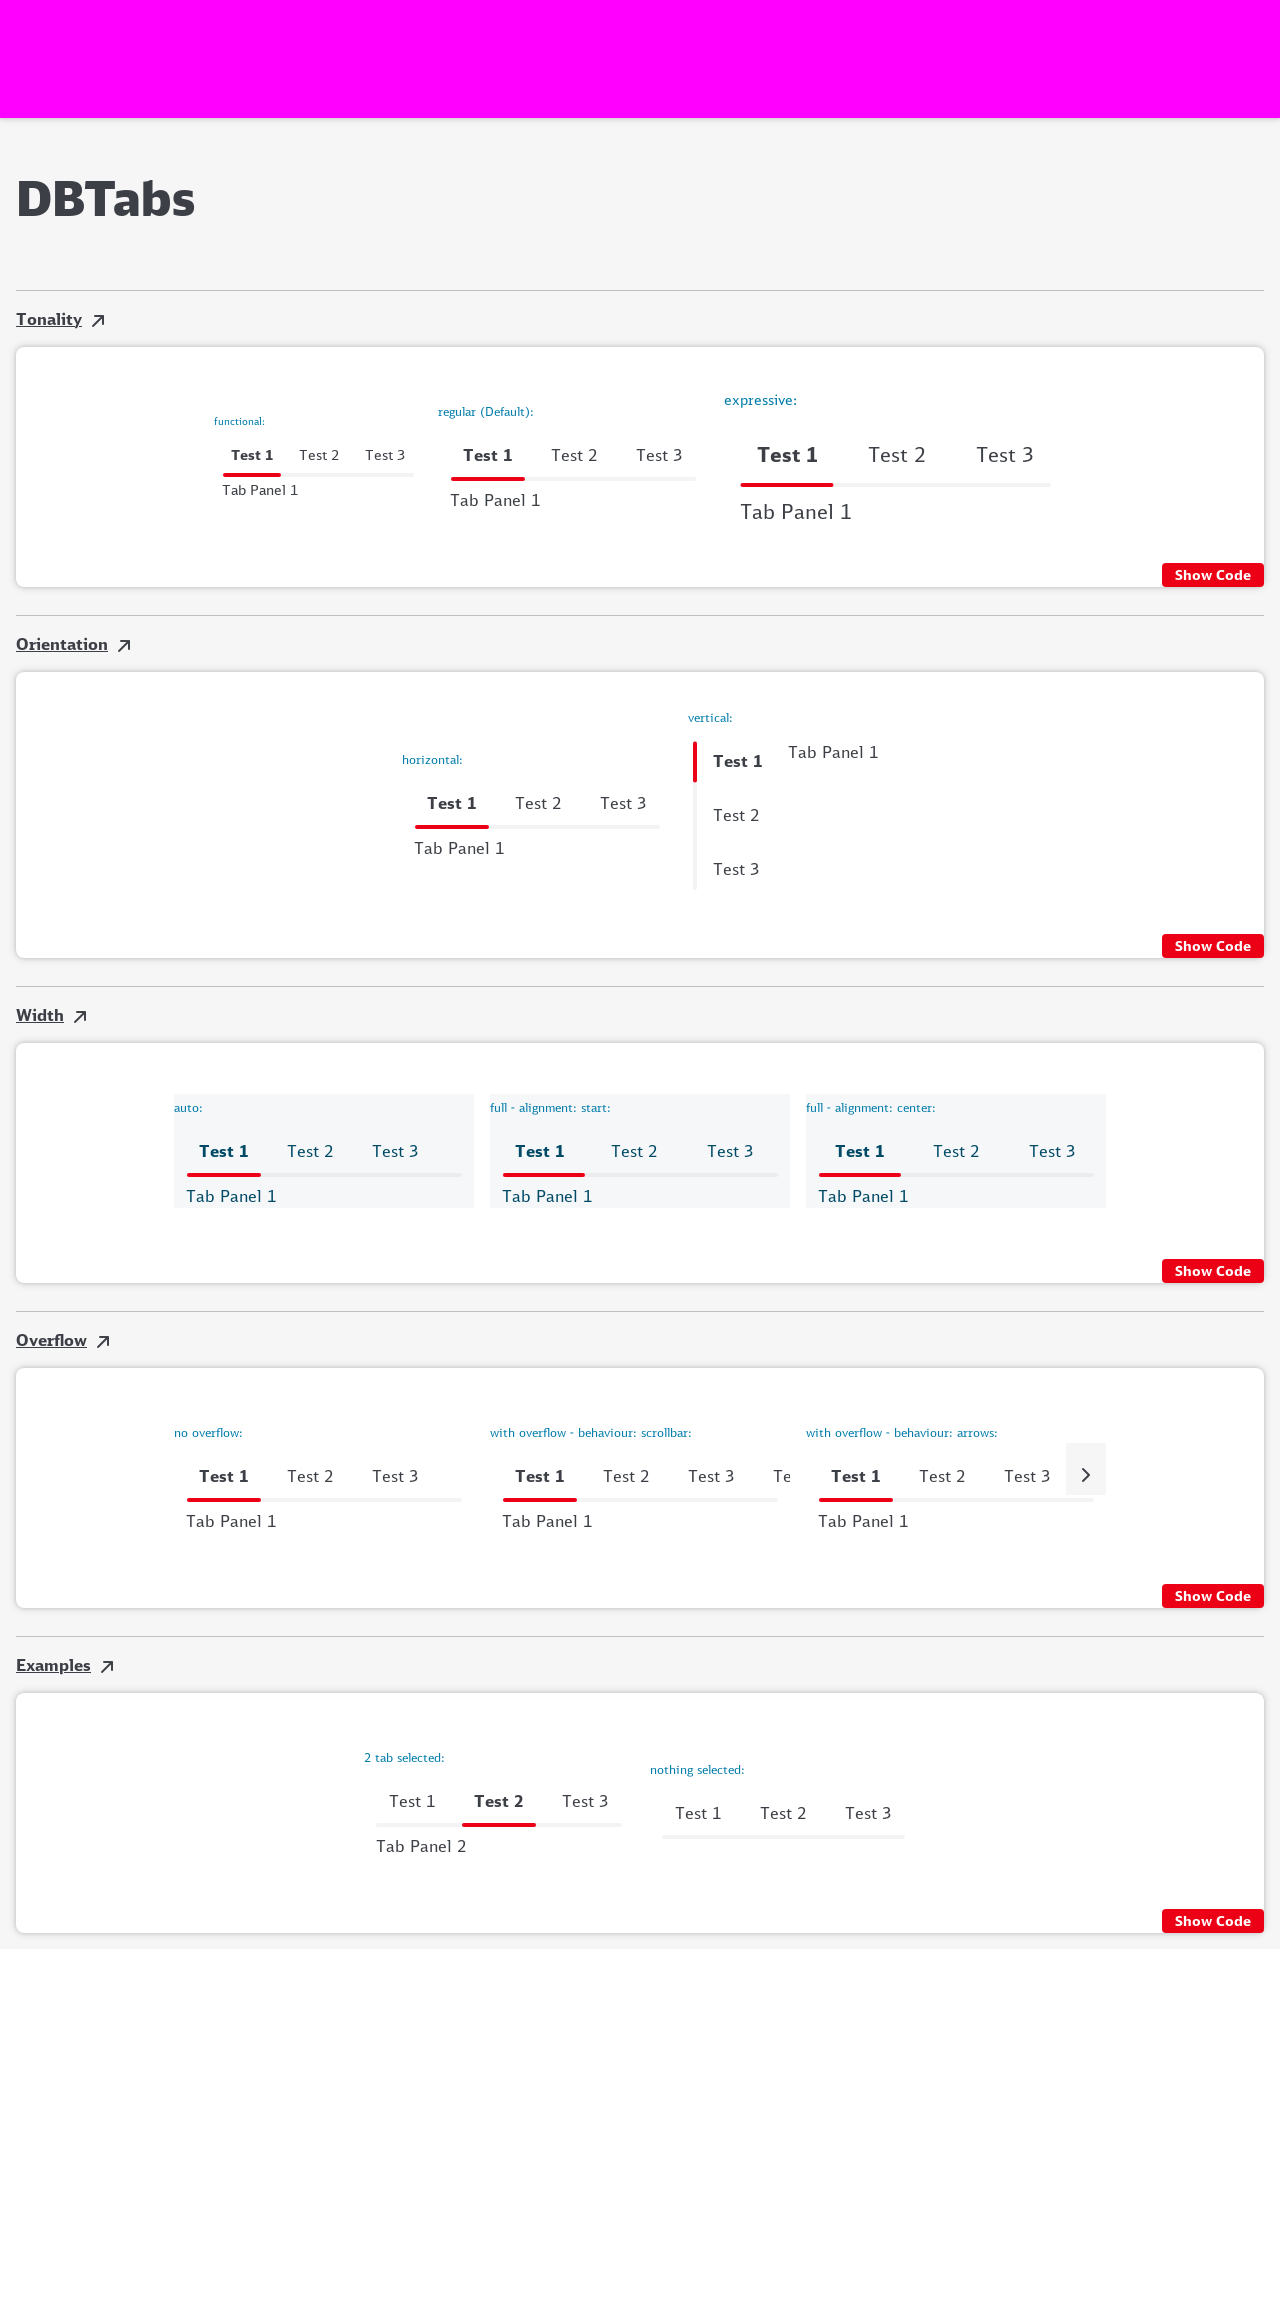 DBTabs
Tonality
functional:
Test 1 Test 2 Test 3
Tab Panel 1
regular (Default):
Test 1 Test 2 Test 3
Tab Panel 1
expressive:
Test 1 Test 2 Test 3
Tab Panel 1
Show Code
Orientation
horizontal:
Test 1 Test 2 Test 3
Tab Panel 1
vertical:
Test 1
Test 2
Test 3
Tab Panel 1
Show Code
Width
auto:
Test 1 Test 2 Test 3
Tab Panel 1
full - alignment: start:
Test 1 Test 2 Test 3
Tab Panel 1
full - alignment: center:
Test 1 Test 2 Test 3
Tab Panel 1
Show Code
Overflow
no overflow:
Test 1 Test 2 Test 3
Tab Panel 1
with overflow - behaviour: scrollbar:
Test 1 Test 2 Test 3 Te
Tab Panel 1
with overflow - behaviour: arrows:
Test 1 Test 2 Test 3
Tab Panel 1
Show Code
Examples
2 tab selected:
Test 1 Test 2 Test 3
Tab Panel 2
nothing selected:
Test 1 Test 2 Test 3
Show Code